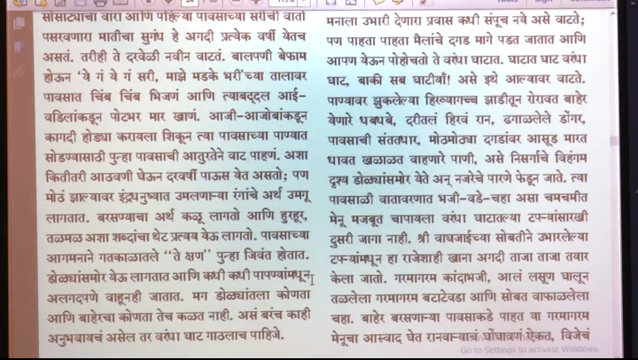 सोसाट्याचा वारा आणि पहिल्या पावसाच्या सरींची वार्ता
पसरवणारा मातीचा सुगंध हे अगदी प्रत्येक वर्षी येतच
असतं. तरीही ते दरवेळी नवीन वाटतं. बालपणी बेफाम
होऊन 'ये गं ये गं सरी, माझे मडके भरी'च्या तालावर
पावसात चिंब चिंब भिजणं आणि त्याबद्दल आई-
वडिलांकडून पोटभर मार खाणं. आजी-आजोबांकडून
कागदी होड्या करायला शिकून त्या पावसाच्या पाण्यात
सोडण्यासाठी पुन्हा पावसाची आतुरतेने वाट पाहणं. अशा
कितीतरी आठवणी घेऊन दरवर्षी पाऊस येत असतो; पण
मोठं झाल्यावर इंद्रधनुष्यात उमलणाऱ्या रंगांचे अर्थ उमगू
लागतात. बरसण्याचा अर्थ कळू लागतो आणि हुरहूर,
तळमळ अशा शब्दांचा थेट प्रत्यय येऊ लागतो. पावसाच्या
आगमनाने गतकाळातले "ते क्षण" पुन्हा जिवंत होतात.
डोळ्यांसमोर येऊ लागतात आणि कधी कधी पापण्यांमधून
अलगदपणे वाहूनही जातात. मग डोळ्यांतला कोणता
आणि बाहेरचा कोणता तेच कळत नाही. असं बरंच काही
अनुभवायचं असेल तर वरंधा घाट गाठलाच पाहिजे.
मनाला उभारी देणारा प्रवास कधी संपूच नये असे वाटते;
पण पाहता पाहता मैलांचे दगड मागे पडत जातात आणि
आपण येऊन पोहोचतो ते वरंधा घाटात. घाटात घाट वरंधा
घाट, बाकी सब घाटीयाँ! असे इथे आल्यावर वाटते.
पाण्यावर झुकलेल्या हिरव्यागच्च झाडीतून रोरावत बाहेर
येणारे धबधबे, दरीतलं हिरवं रान, ढगाळलेले डोंगर,
पावसाची संततधार, मोठमोठ्या दगडांवर आसूड मारत
धावत खळाळत वाहणारे पाणी, असे निसर्गाचे विहंगम
दृश्य डोळ्यांसमोर येते अन् नजरेचे पारणे फेडून जाते. त्या
पावसाळी वातावरणात भजी-वडे-चहा असा चमचमीत
मेनू मजबूत चापायला वरंधा घाटातल्या टपऱ्यांसारखी
दुसरी जागा नाही. श्री वाघजाईच्या सोबतीने उभारलेल्या
टपऱ्यांमधून हा राजेशाही खाना अगदी ताजा ताजा तयार
केला जातो. गरमागरम कांदाभजी, आलं लसूण घालून
तळलेला गरमागरम बटाटेवडा आणि सोबत वाफाळलेला
चहा. बाहेर बरसणाऱ्या पावसाकडे पाहत या गरमागरम
मेनूचा आस्वाद घेत रानवाऱ्याचं घोंघावणं ऐकत, विजेचं
Go to Settings to activate Windows.